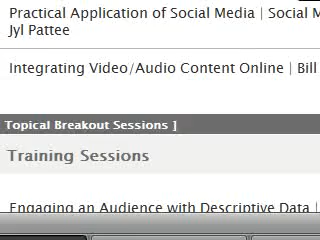 Practical Application of Social Media | Social
Jyl Pattee
Integrating Video/Audio Content Online | Bill
Topical Breakout Sessions ]
Training Sessions
Engaging an Audience with Descriptive Data |